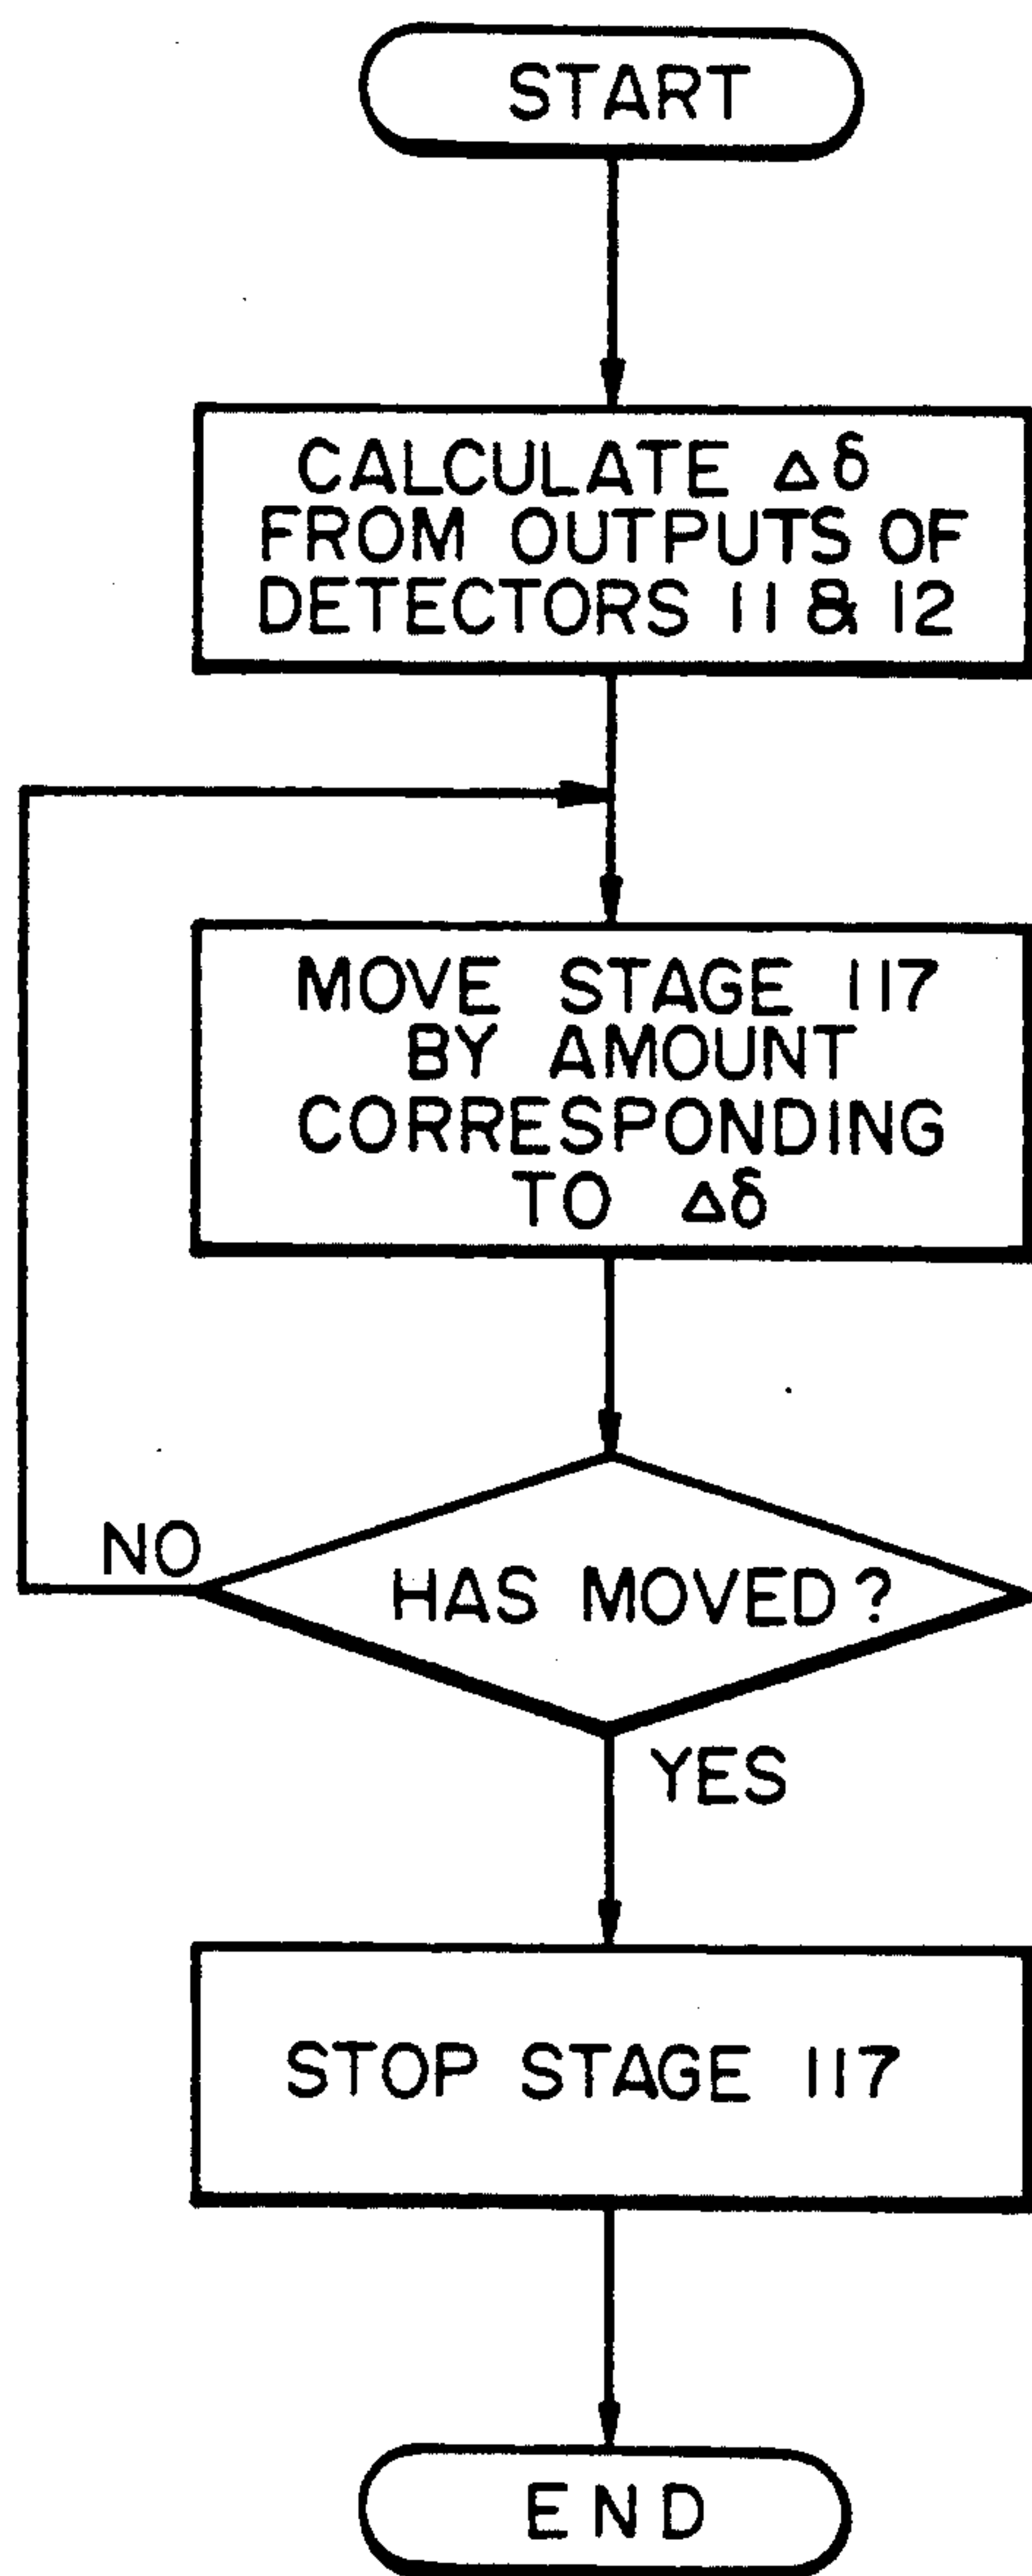 START
CALCULATE Δδ
FROM OUTPUTS OF
DETECTORS 11 & 12
MOVE STAGE 117
BY AMOUNT
CORRESPONDING
TO Δδ
HAS MOVED?
NO
YES
STOP STAGE 117
END